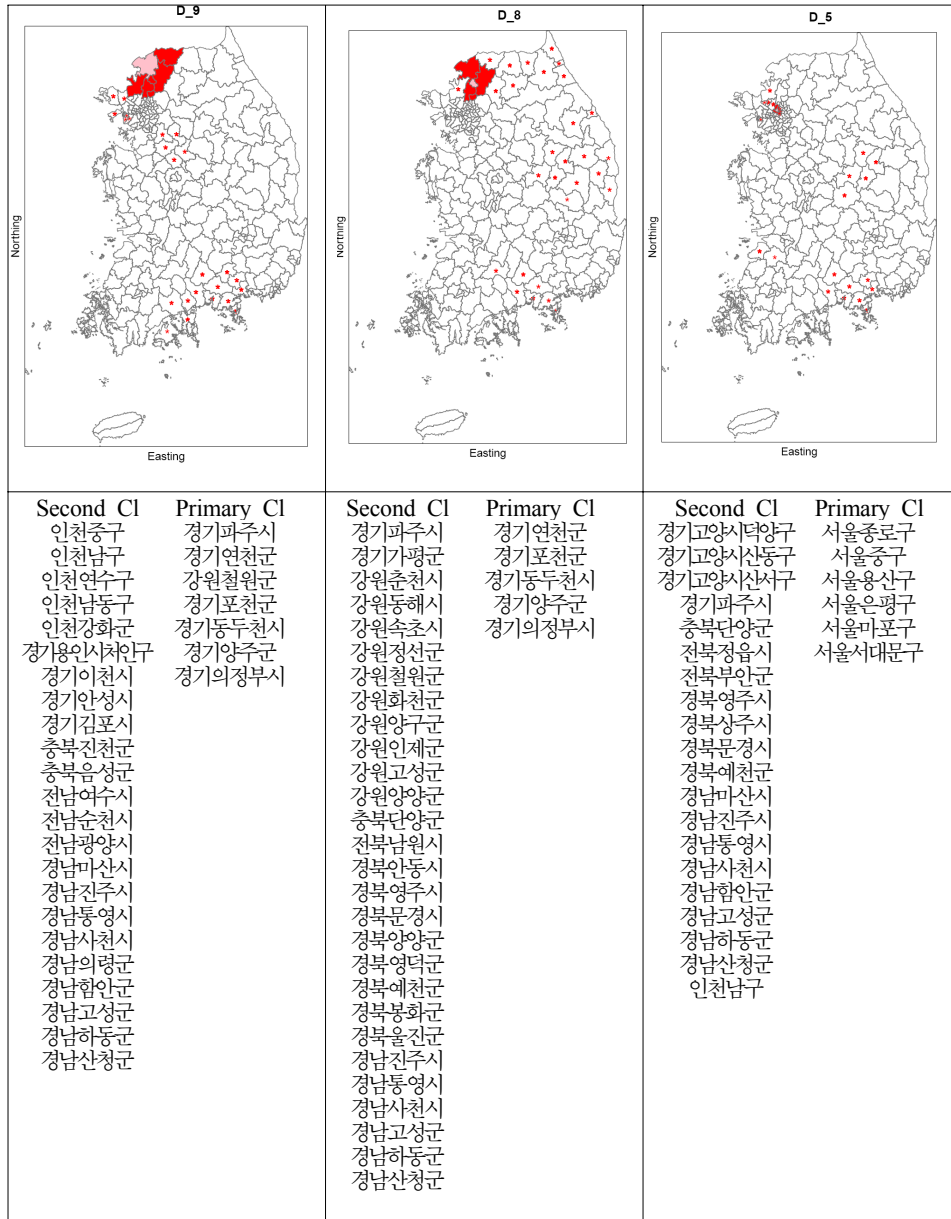 D_9
Northing
Easting
D_8
Northing
Easting
D_5
Northing
Easting
Second Cl Primary Cl
인천중구 경기파주시
인천남구 경기연천군
인천연수구 강원철원군
인천남동구 경기포천군
인천강화군 경기동두천시
경기용인시처인구 경기양주군
경기이천시 경기의정부시
경기안성시
경기김포시
충북진천군
충북음성군
전남여수시
전남순천시
전남광양시
경남마산시
경남진주시
경남통영시
경남사천시
경남의령군
경남함안군
경남고성군
경남하동군
경남산청군
Second Cl Primary Cl
경기파주시 경기연천군
경기가평군 경기포천군
강원춘천시 경기동두천시
강원동해시 경기양주군
강원속초시 경기의정부시
강원정선군
강원철원군
강원화천군
강원양구군
강원인제군
강원고성군
강원양양군
충북단양군
전북남원시
경북안동시
경북영주시
경북문경시
경북양양군
경북영덕군
경북예천군
경북봉화군
경북울진군
경남진주시
경남통영시
경남사천시
경남고성군
경남하동군
경남산청군
Second Cl Primary Cl
경기고양시덕양구 서울종로구
경기고양시산동구 서울중구
경기고양시산서구 서울용산구
경기파주시 서울은평구
충북단양군 서울마포구
전북정읍시 서울서대문구
전북부안군
경북영주시
경북상주시
경북문경시
경북예천군
경남마산시
경남진주시
경남통영시
경남사천시
경남함안군
경남고성군
경남하동군
경남산청군
인천남구